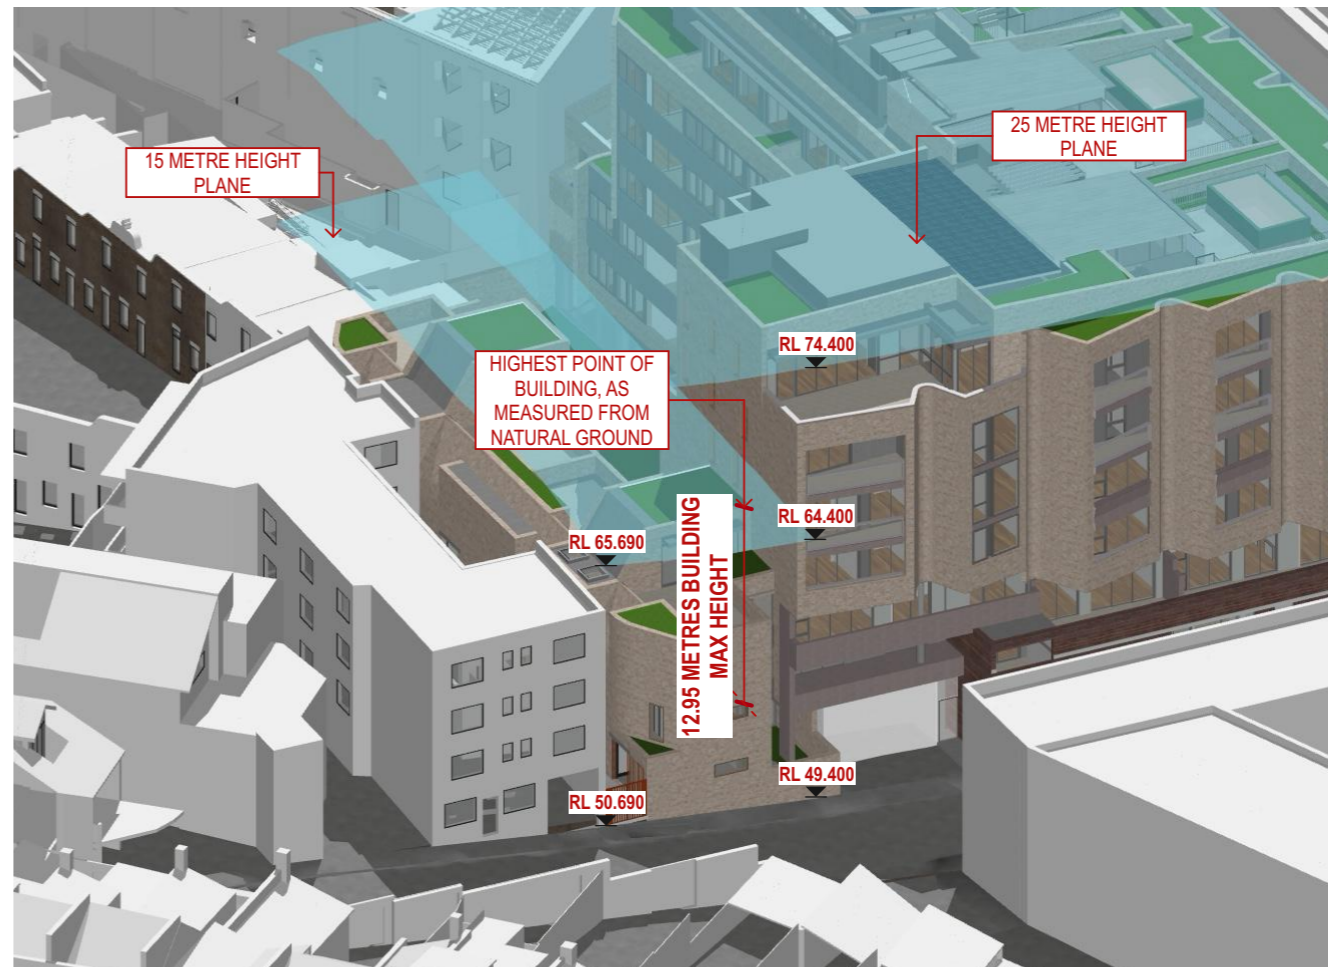 15 METRE HEIGHT
PLANE
25 METRE HEIGHT
PLANE
RL 74.400
HIGHEST POINT OF
BUILDING, AS
MEASURED FROM
NATURAL GROUND
RL 65.690
RL 64.400
12.95 METRES BUILDING
MAX HEIGHT
RL 49.400
RL 50.690